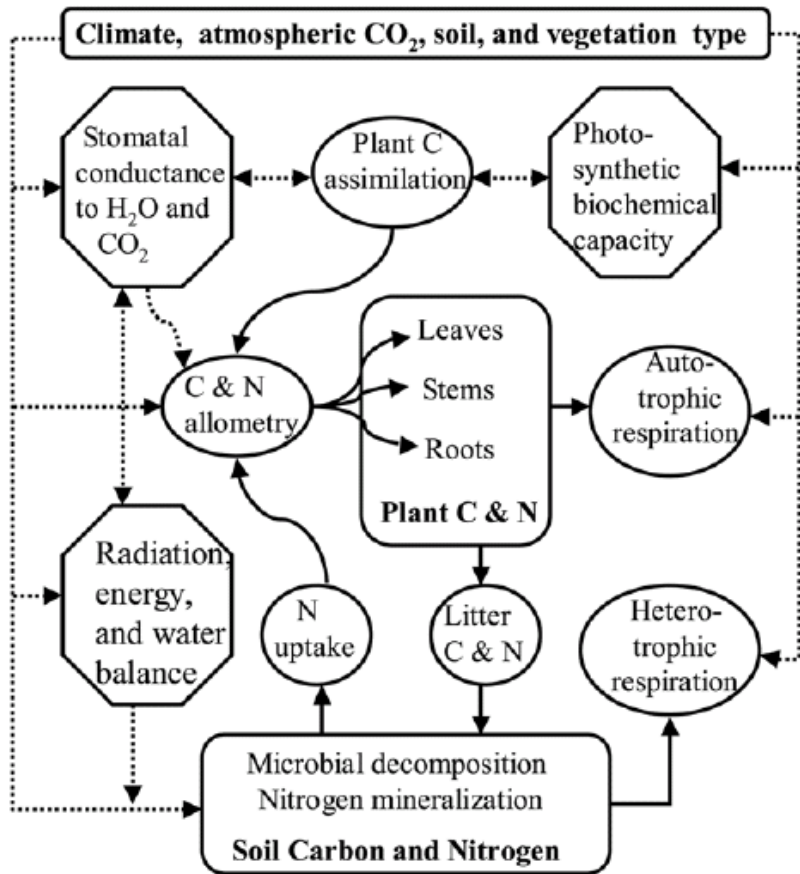 Climate, atmospheric CO₂, soil, and vegetation type
Stomatal
conductance
to H₂O and
CO₂
Plant C
assimilation
Photo-
synthetic
biochemical
capacity
C & N
allometry
Leaves
Stems
Roots
Plant C & N
Auto-
trophic
respiration
Radiation,
energy,
and water
balance
N
uptake
Litter
C & N
Hetero-
trophic
respiration
Microbial decomposition
Nitrogen mineralization
Soil Carbon and Nitrogen